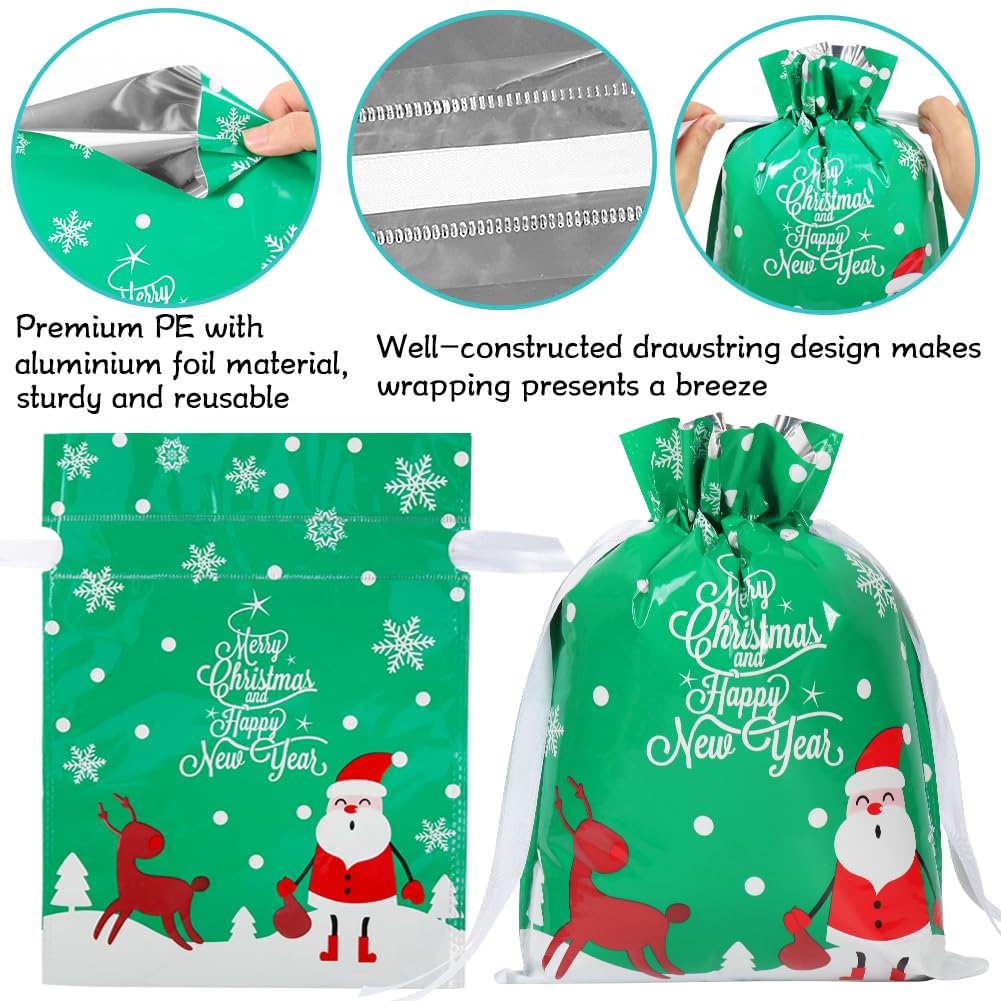 Merry
Merry
Christmas
and
Happy
New Year
Premium PE with
aluminium foil material,
sturdy and reusable
Well-constructed drawstring design makes
wrapping presents a breeze
Merry
Christmas
and
Happy
New Year
Merry
Christmas
and
Happy
New Year